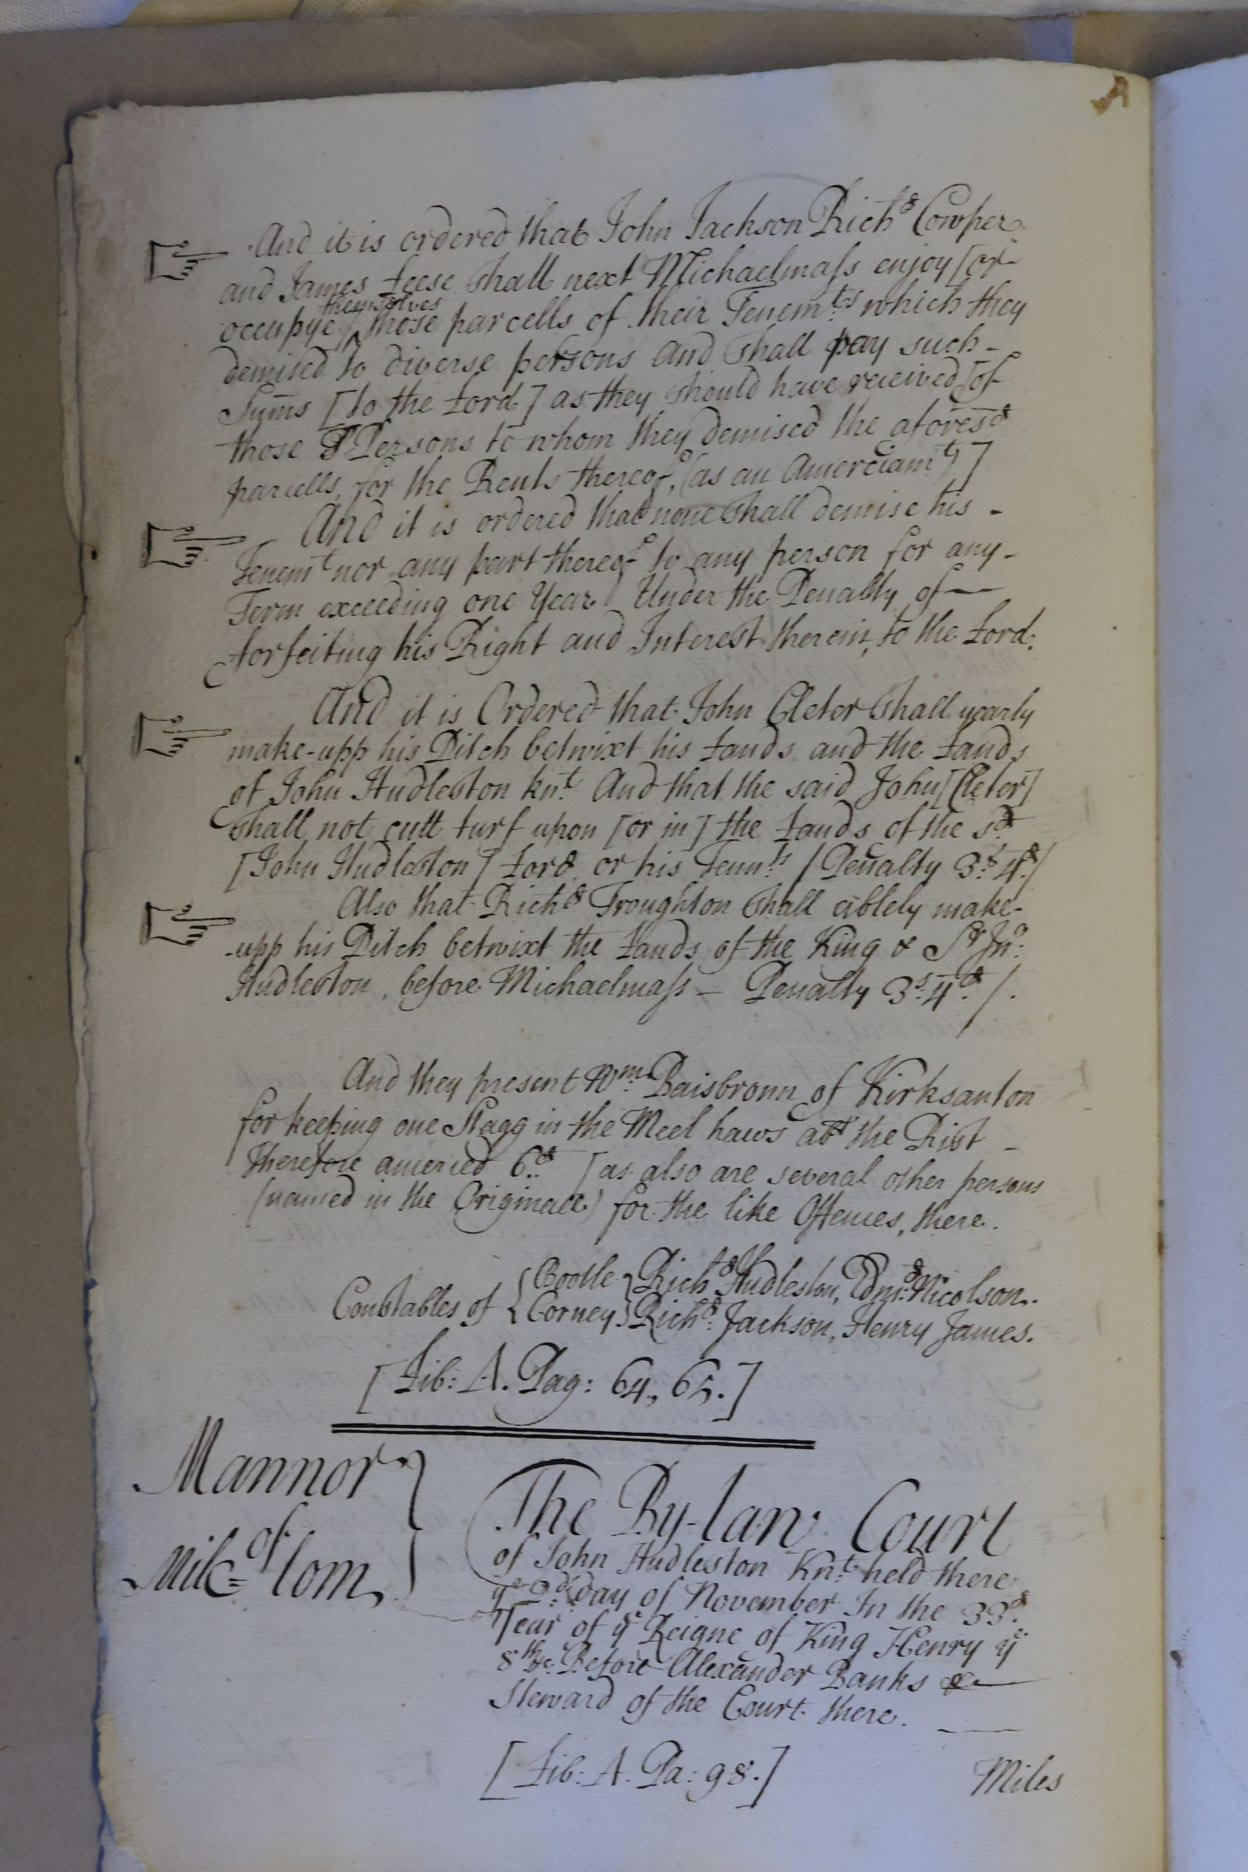 And it is ordered that John Jackson Richd Cowper
and James Leese shall next Michaelmass enjoy [or
occupye themselves those parcells of their Tenemts. which they
demised to diverse persons and shall pay such -
Sums [to the Lord] as they should have received [of
those Persons to whom they demised the aforesd
parcells, for the Rents thereof, (as an Amerciamt)]
And it is ordered that none shall demise his -
Tenemt nor any part thereof to any person for any -
Term exceeding one Year Under the Penalty of —
forfeiting his Right and Interest therein, to the Lord.
And it is Ordered that John Cletor shall yearly
make-upp his Ditch betwixt his Lands and the Lands
of John Hudleston knt. And that the said John [Cletor]
shall not cutt turf upon [or in] the Lands of the sd
[John Hudleston] Lord or his Tennts / Penalty 3s. 4d./
Also that Richd Troughton shall ablely make-
-upp his Ditch betwixt the Lands of the King & Sr Jno.
Hudleston, before Michaelmass - Penalty 3s. 4d. /.
And they present Wm. Baisbrown of Kirksanton
for keeping one Stagg in the Meel haws att the Rist -
Therefore amercied 6d. [as also are several other persons
(named in the Originall) for the like Offences, there.
Constables of { Bootle } Richd Hudleston, Edmd. Nicolson.
{ Corney } Richd. Jackson, Henry James.
[Lib: A. Pag: 64, 65.]
Mannor
of
Mil= lom,
The By-law Court
of John Hudleston Knt. held there
ye 2d day of November In the 33d.
Year of ye Reigne of King Henry ye
8th &c. Before Alexander Banks
Steward of the Court there.
[Lib: A. Pa: 98.]
Miles